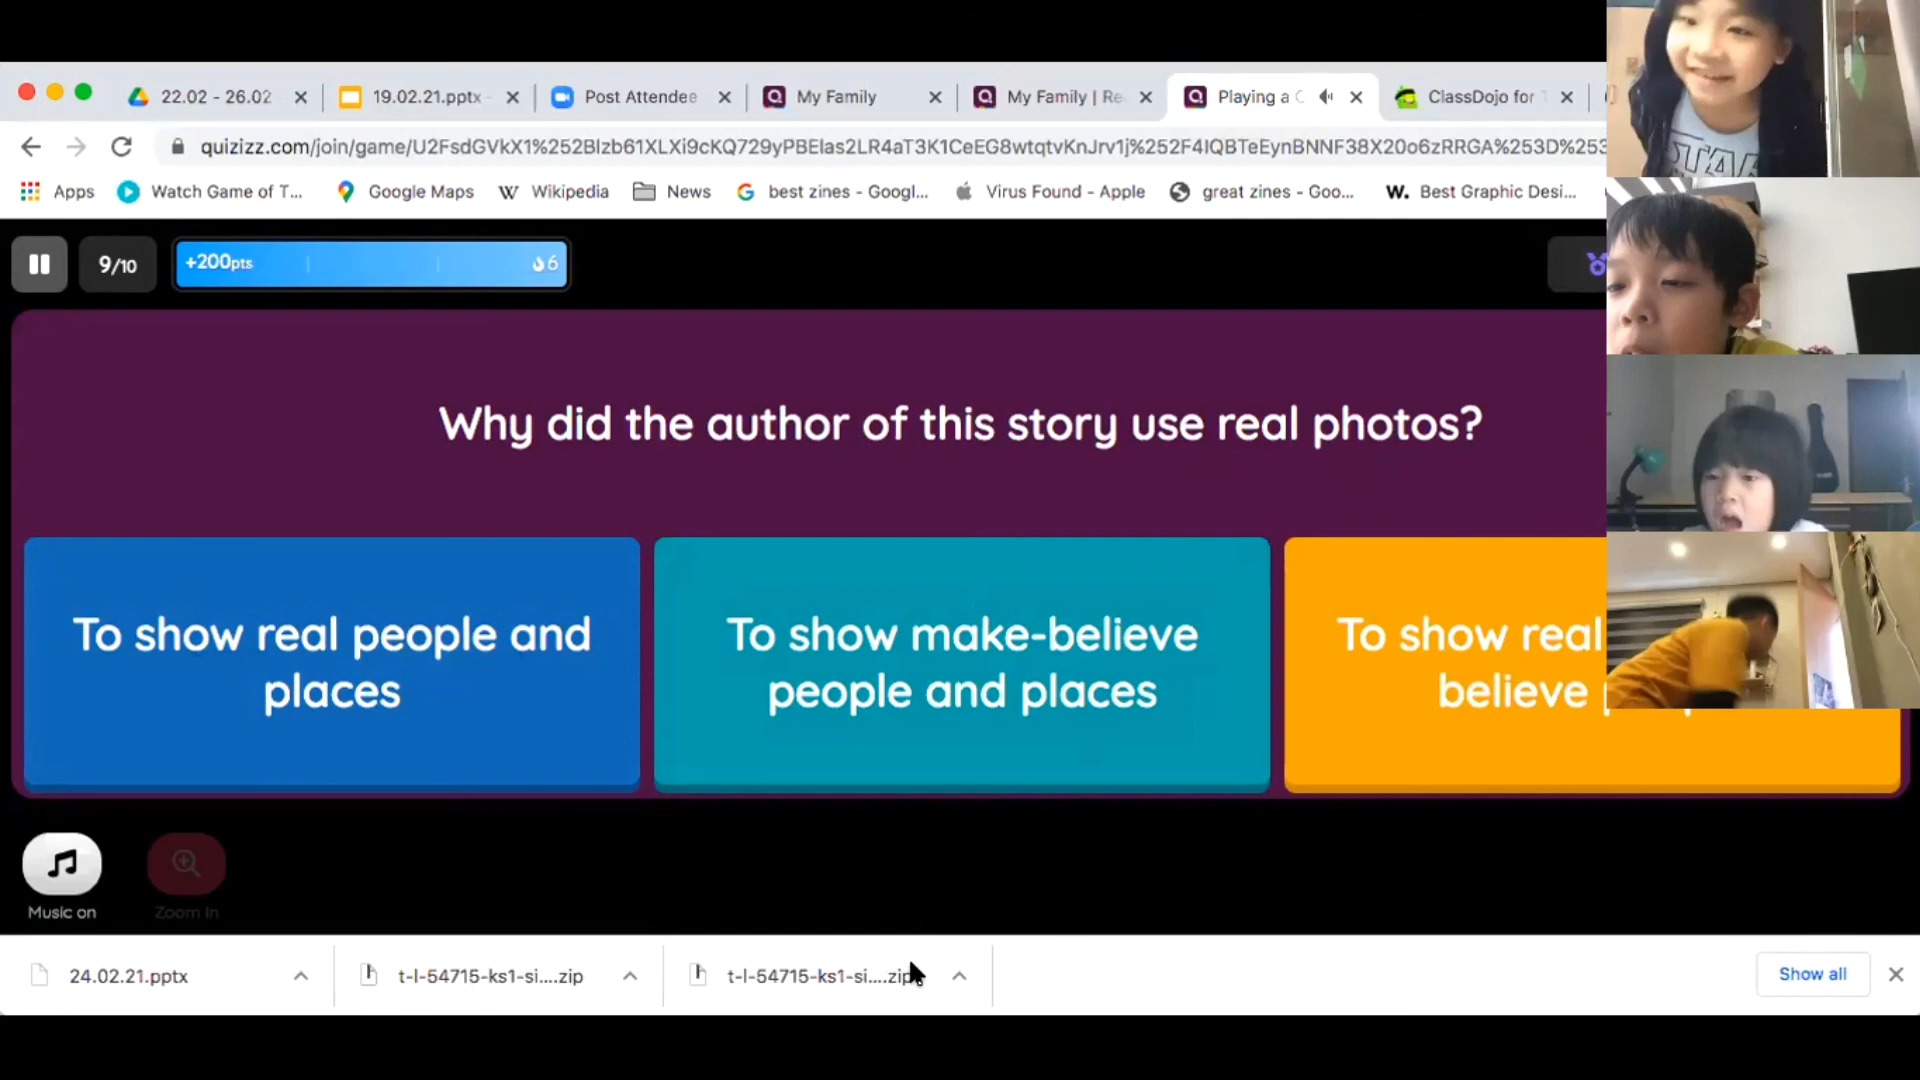 22.02 - 26.02
19.02.21.pptx -
Post Attendee
My Family
My Family | Re
Playing a
ClassDojo for
quizizz.com/join/game/U2FsdGVkX1%252BIzb61XLXi9cKQ729yPBElas2LR4aT3K1CeEG8wtqtvKnJrv1j%252F4IQBTeEynBNNF38X20o6zRRGA%253D%253
Apps
Watch Game of T...
Google Maps
Wikipedia
News
best zines - Googl...
Virus Found - Apple
great zines - Goo...
Best Graphic Desi...
9/10
+200pts
6
Why did the author of this story use real photos?
To show real people and
places
To show make-believe
people and places
To show real
believe
Music on
Zoom In
24.02.21.pptx
t-l-54715-ks1-si....zip
t-l-54715-ks1-si....zip
Show all